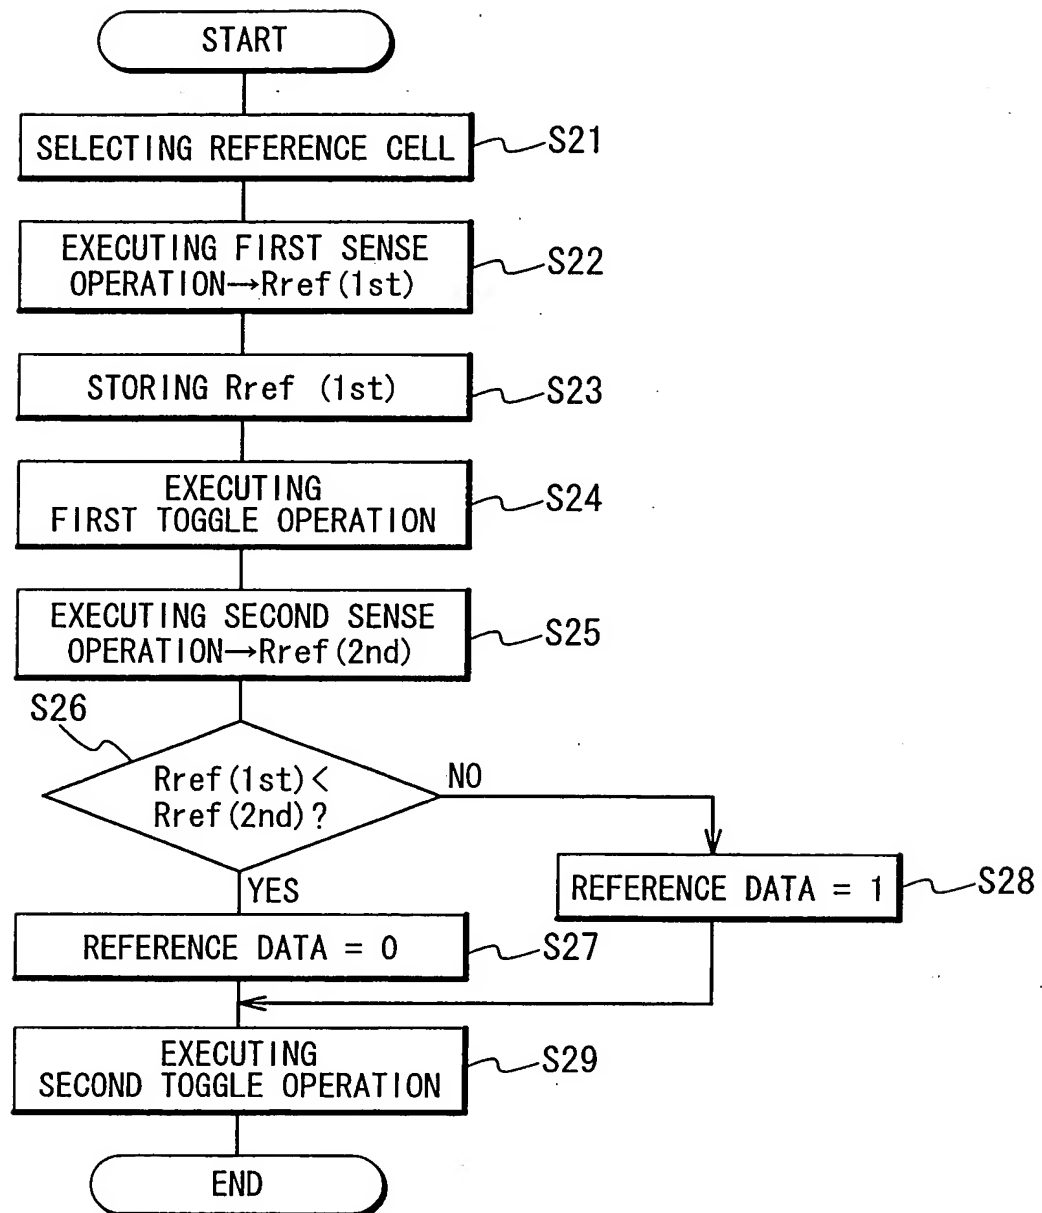 START
SELECTING REFERENCE CELL
S21
EXECUTING FIRST SENSE
OPERATION→Rref(1st)
S22
STORING Rref (1st)
S23
EXECUTING
FIRST TOGGLE OPERATION
S24
EXECUTING SECOND SENSE
OPERATION→Rref(2nd)
S25
S26
Rref(1st)<
Rref(2nd)?
NO
YES
REFERENCE DATA = 1
S28
REFERENCE DATA = 0
S27
EXECUTING
SECOND TOGGLE OPERATION
S29
END